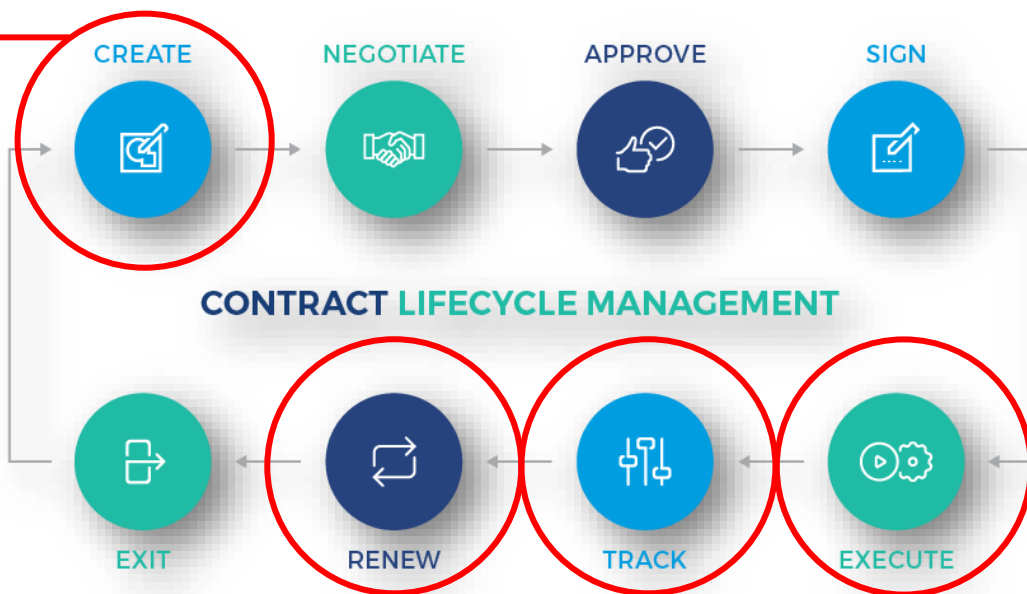 CREATE
NEGOTIATE
APPROVE
SIGN
CONTRACT LIFECYCLE MANAGEMENT
EXIT
RENEW
TRACK
EXECUTE